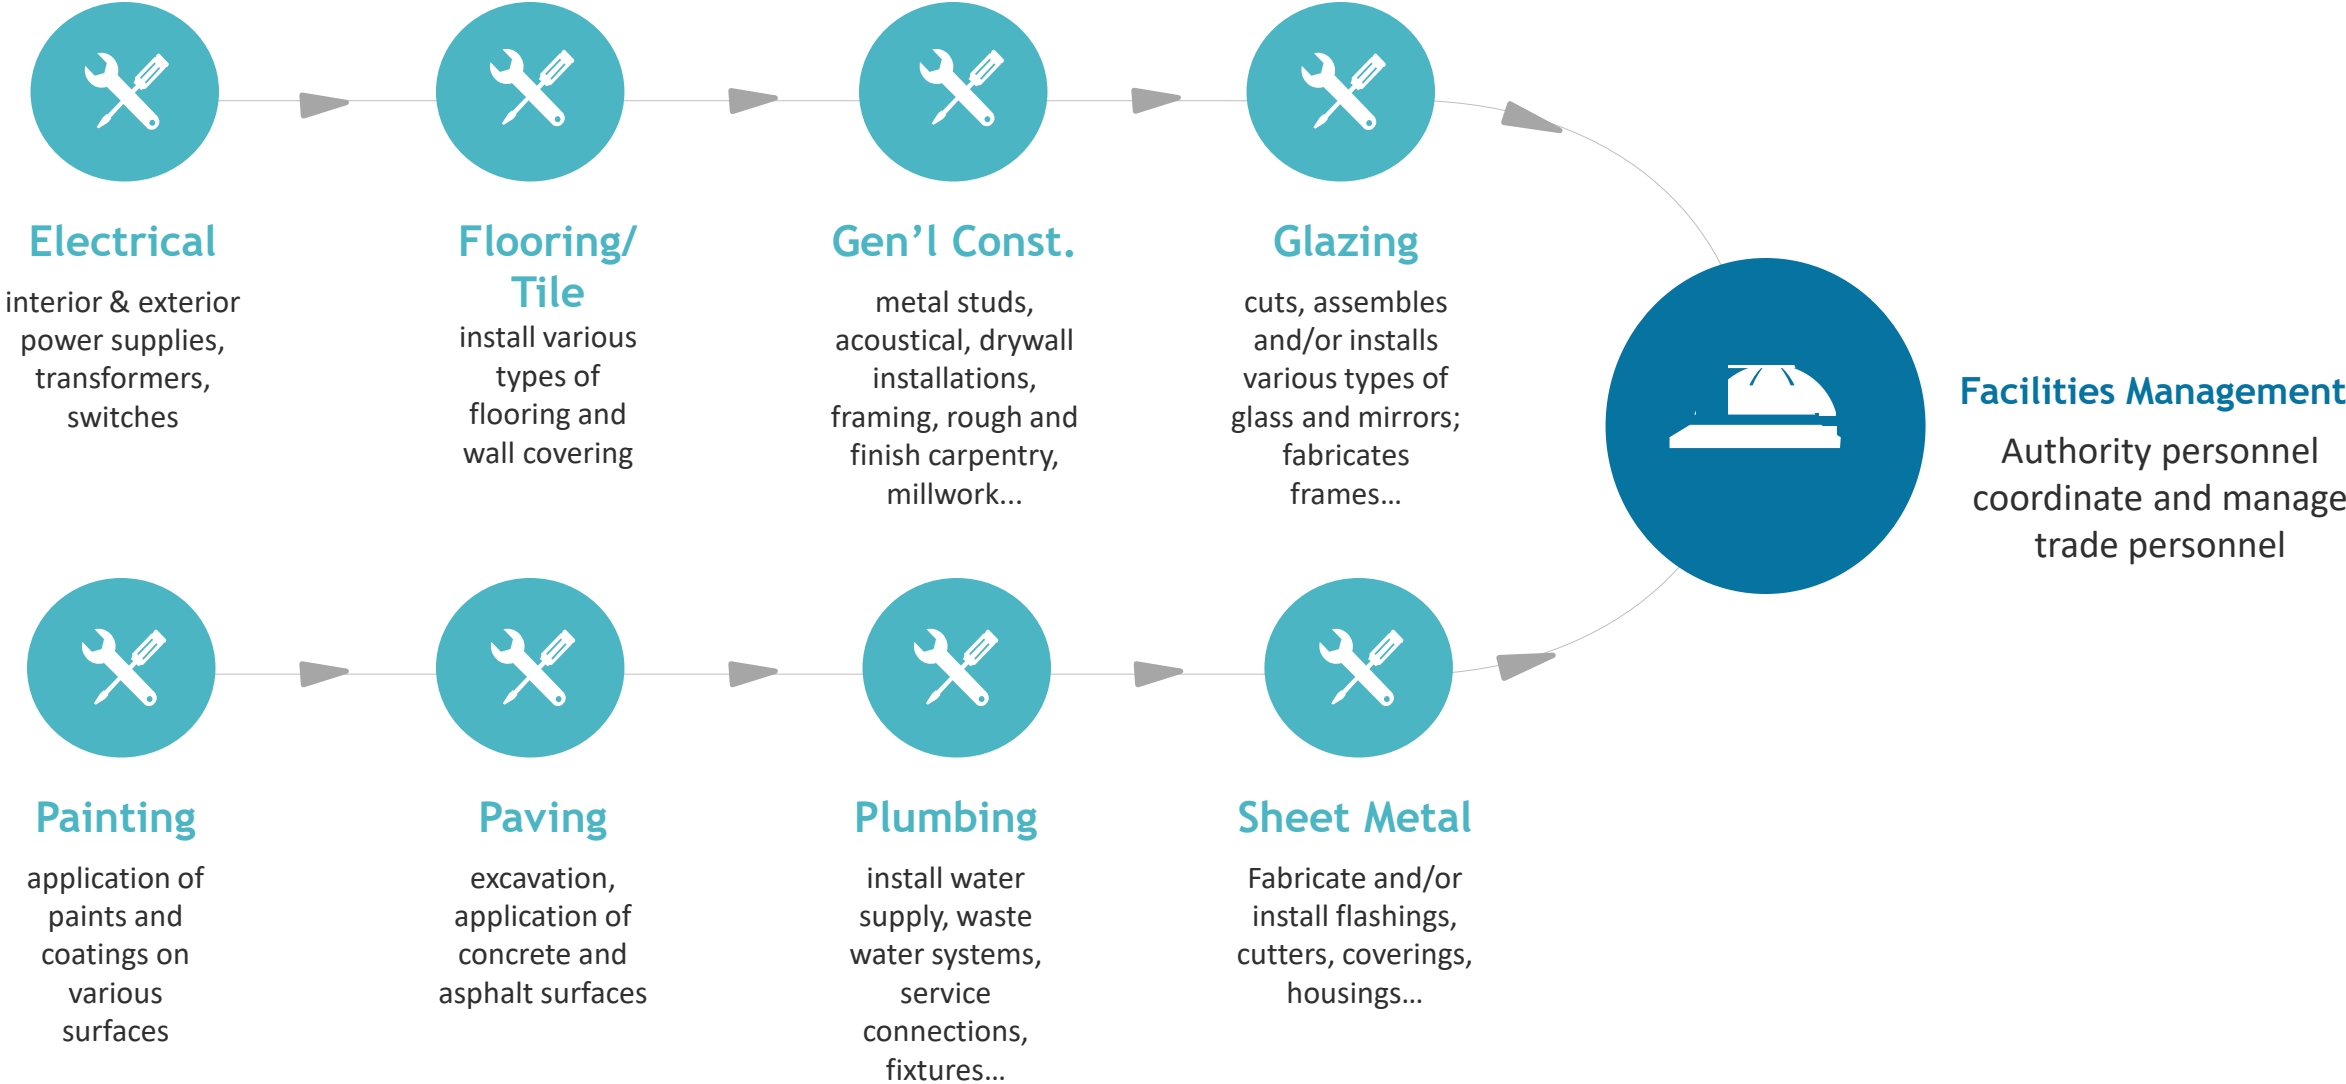 Electrical
interior & exterior
power supplies,
transformers,
switches
Flooring/
Tile
install various
types of
flooring and
wall covering
Gen’l Const.
metal studs,
acoustical, drywall
installations,
framing, rough and
finish carpentry,
millwork...
Glazing
cuts, assembles
and/or installs
various types of
glass and mirrors;
fabricates
frames…
Facilities Management
Authority personnel
coordinate and manage
trade personnel
Painting
application of
paints and
coatings on
various
surfaces
Paving
excavation,
application of
concrete and
asphalt surfaces
Plumbing
install water
supply, waste
water systems,
service
connections,
fixtures…
Sheet Metal
Fabricate and/or
install flashings,
cutters, coverings,
housings…